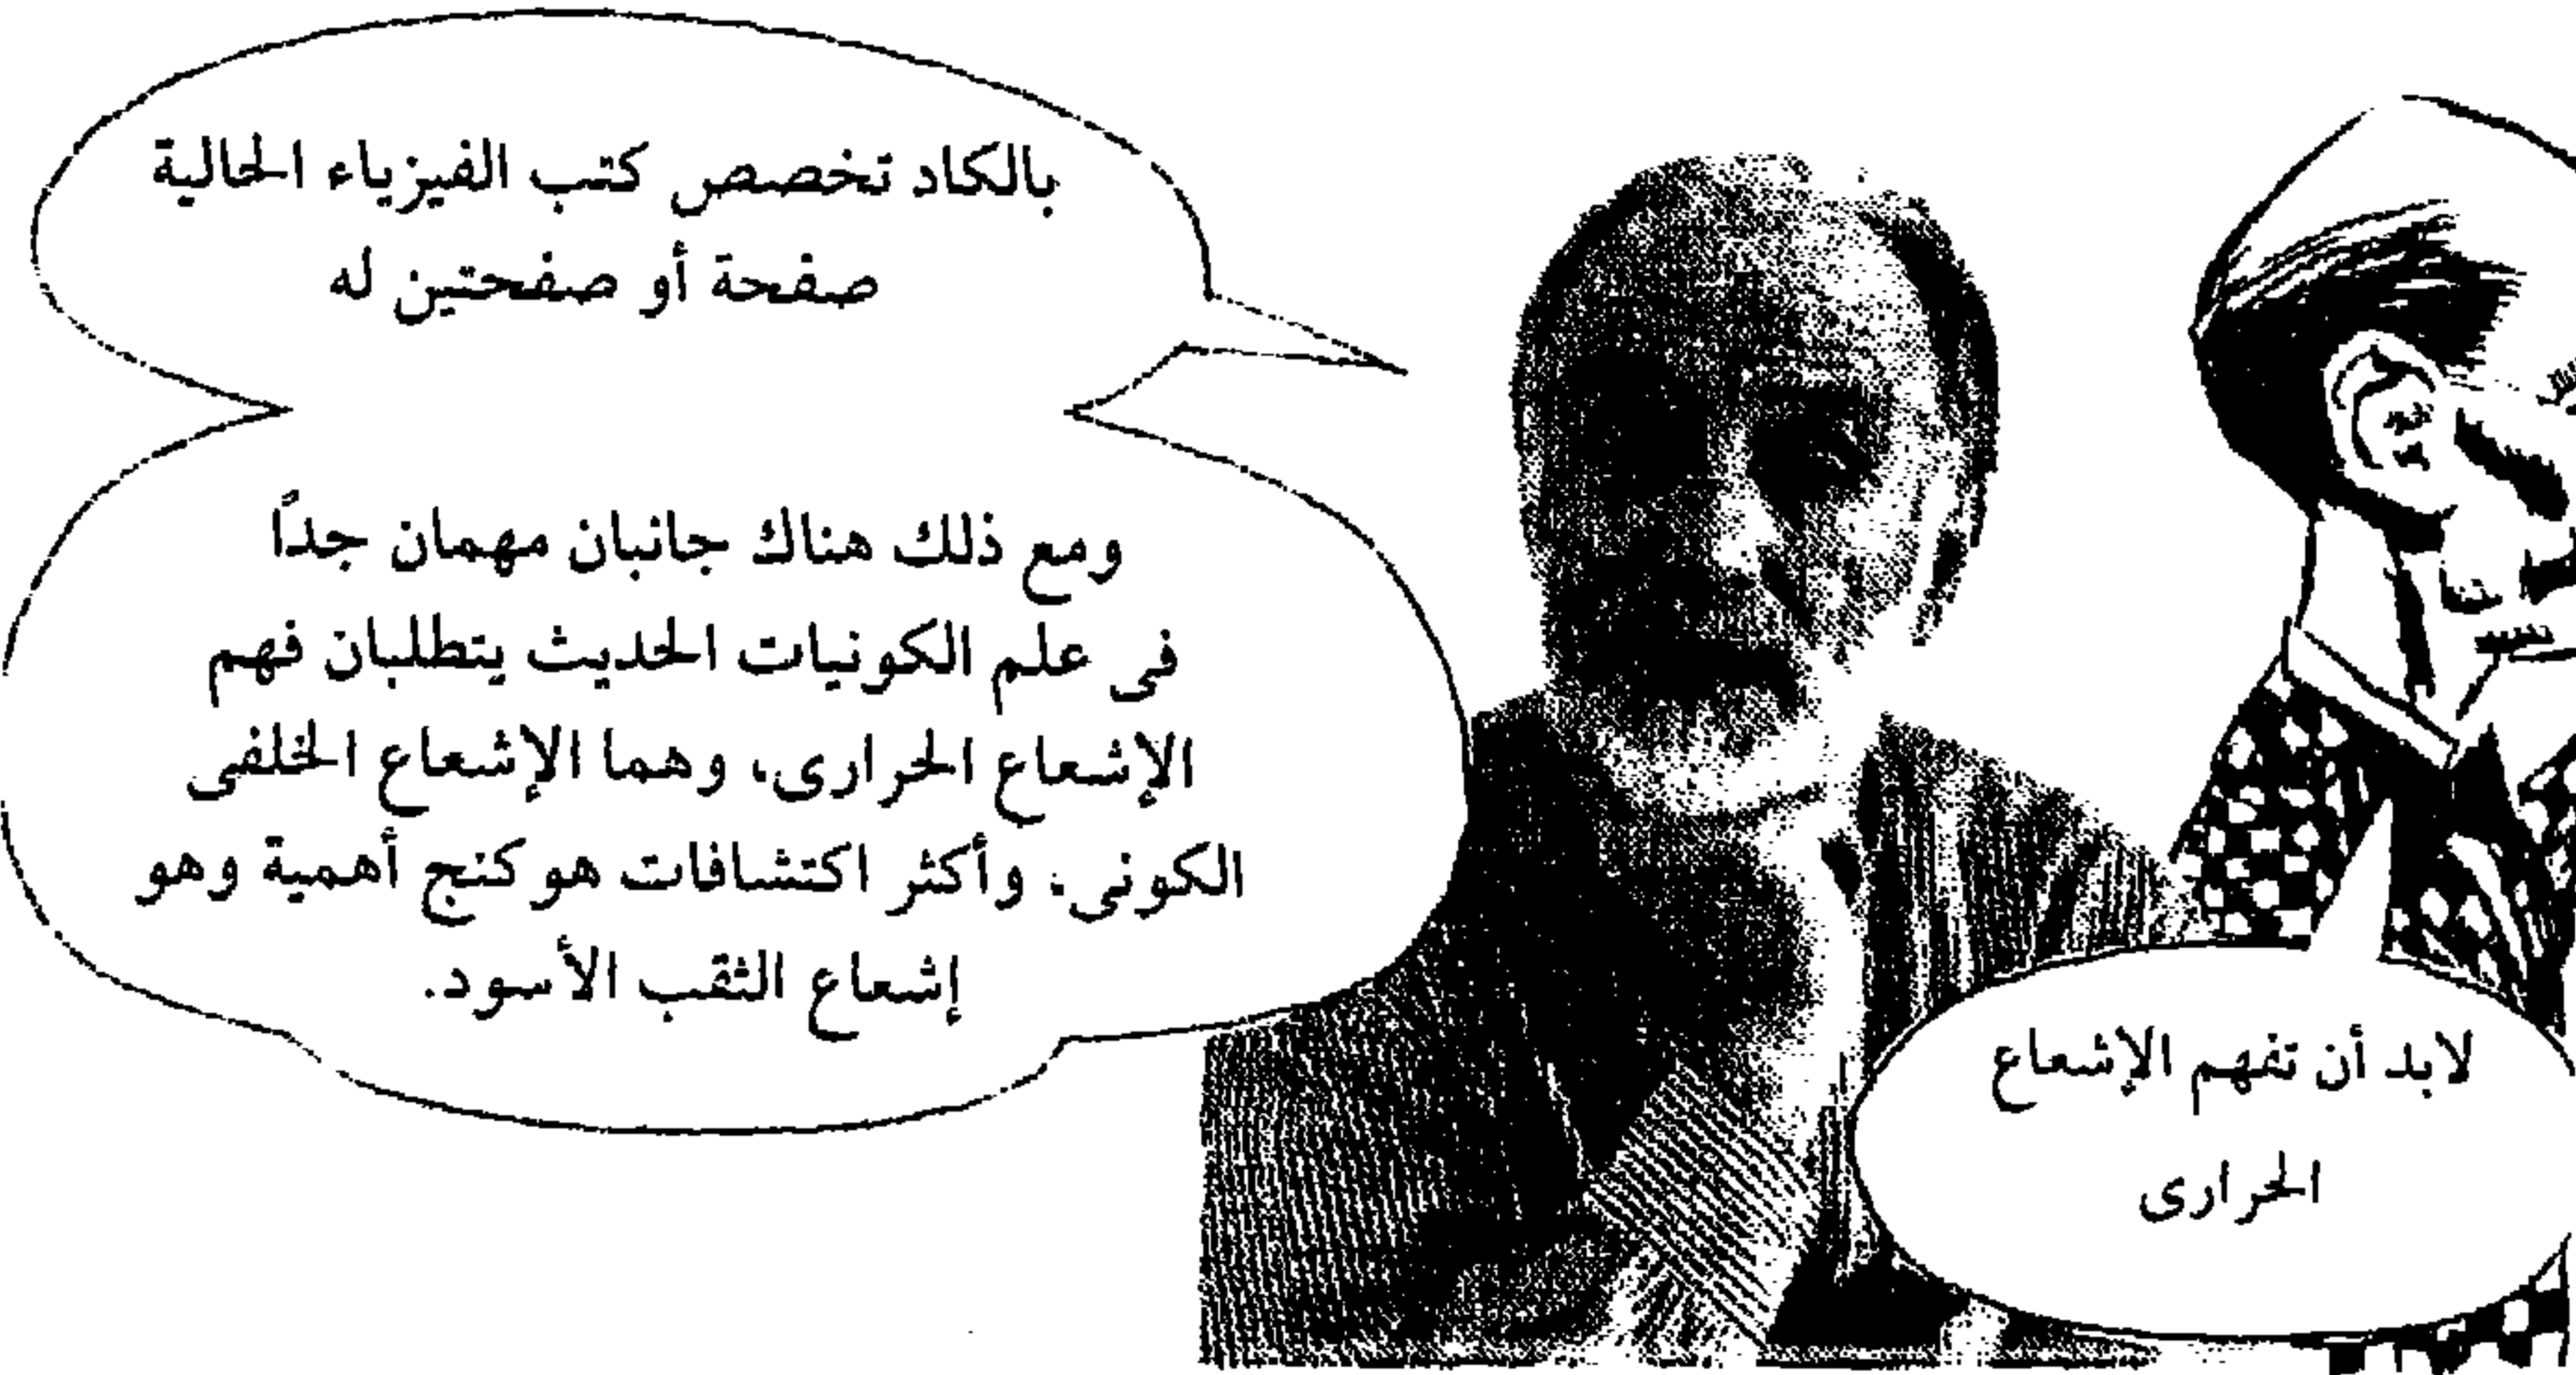 بالكاد تخصص كتب الفيزياء الحالية
صفحة أو صفحتين له
ومع ذلك هناك جانبان مهمان جداً
فى علم الكونيات الحديث يتطلبان فهم
الإشعاع الحرارى، وهما الإشعاع الخلفى
الكونى. وأكثر اكتشافات هوكنج أهمية وهو
إشعاع الثقب الأسود.
لابد أن تفهم الإشعاع
الحرارى